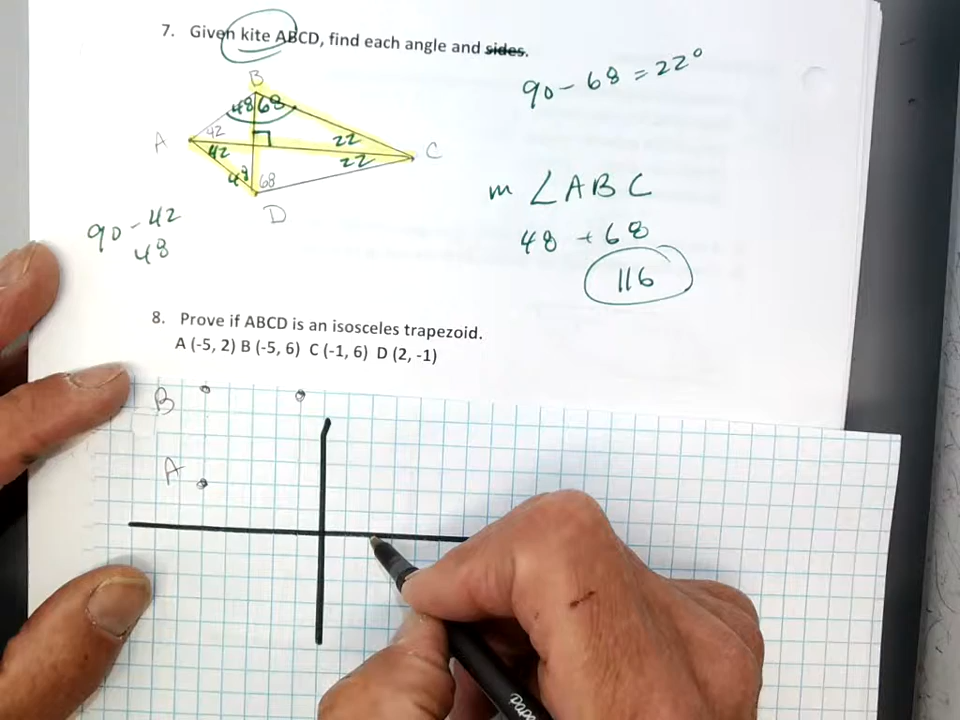 7. Given kite ABCD, find each angle and sides.
90 - 68 = 22°
B
48 68
A 42 22 C
42 22
48 68
D
m ∠ABC
90 - 42
48
48 + 68
116
8. Prove if ABCD is an isosceles trapezoid.
A (-5, 2) B (-5, 6) C (-1, 6) D (2, -1)
B
A